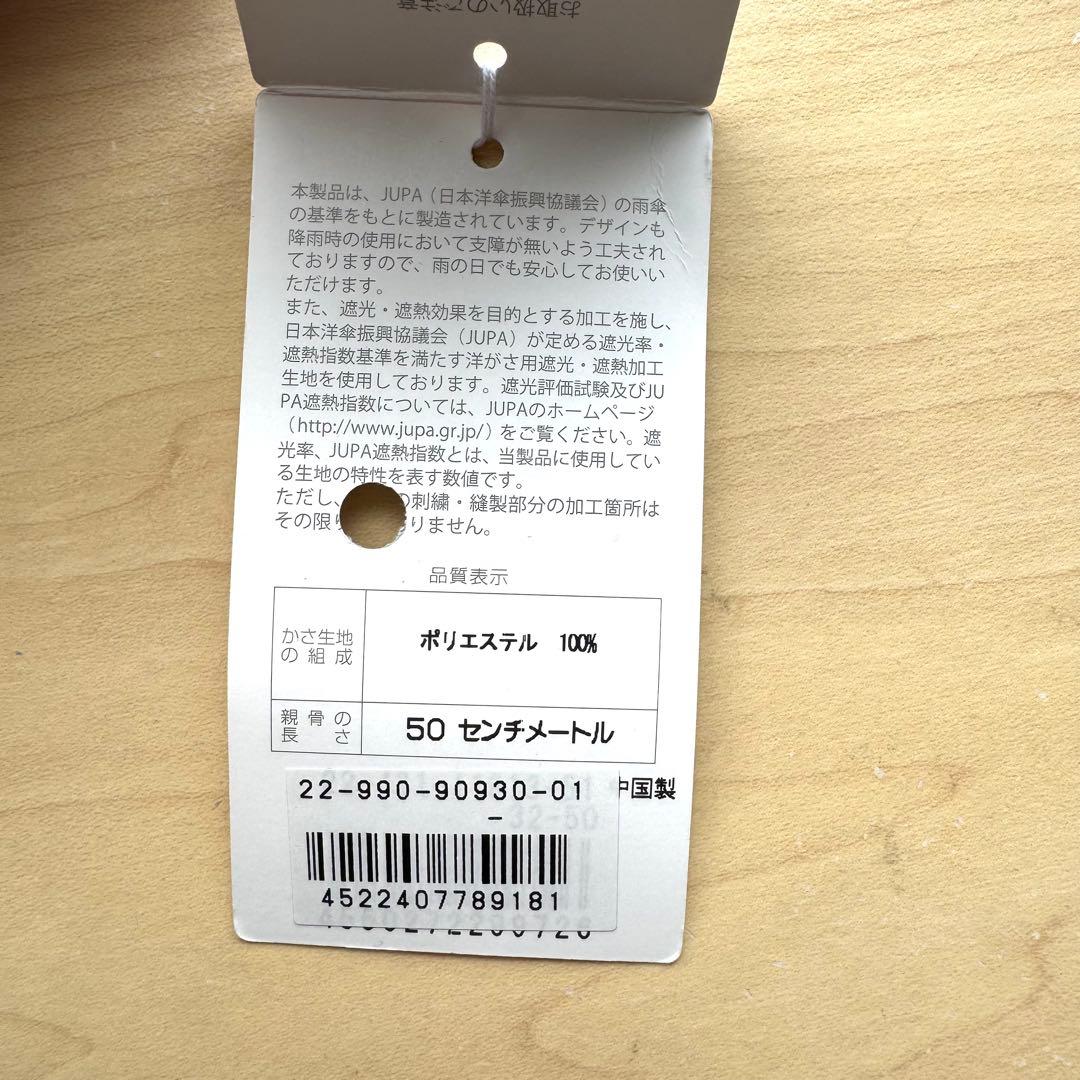 お取扱いのご注意
本製品は、JUPA（日本洋傘振興協議会）の雨傘
の基準をもとに製造されています。デザインも
降雨時の使用において支障が無いよう工夫され
ておりますので、雨の日でも安心してお使いい
ただけます。
また、遮光・遮熱効果を目的とする加工を施し、
日本洋傘振興協議会（JUPA）が定める遮光率・
遮熱指数基準を満たす洋がさ用遮光・遮熱加工
生地を使用しております。遮光評価試験及びJU
PA遮熱指数については、JUPAのホームページ
（http://www.jupa.gr.jp/）をご覧ください。遮
光率、JUPA遮熱指数とは、当製品に使用してい
る生地の特性を表す数値です。
ただし、の刺繍・縫製部分の加工箇所は
その限りません。
品質表示
かさ生地
の組成
ポリエステル 100%
親骨の
長さ
50 センチメートル
22-990-90930-01
中国製
-32-50
4522407789181